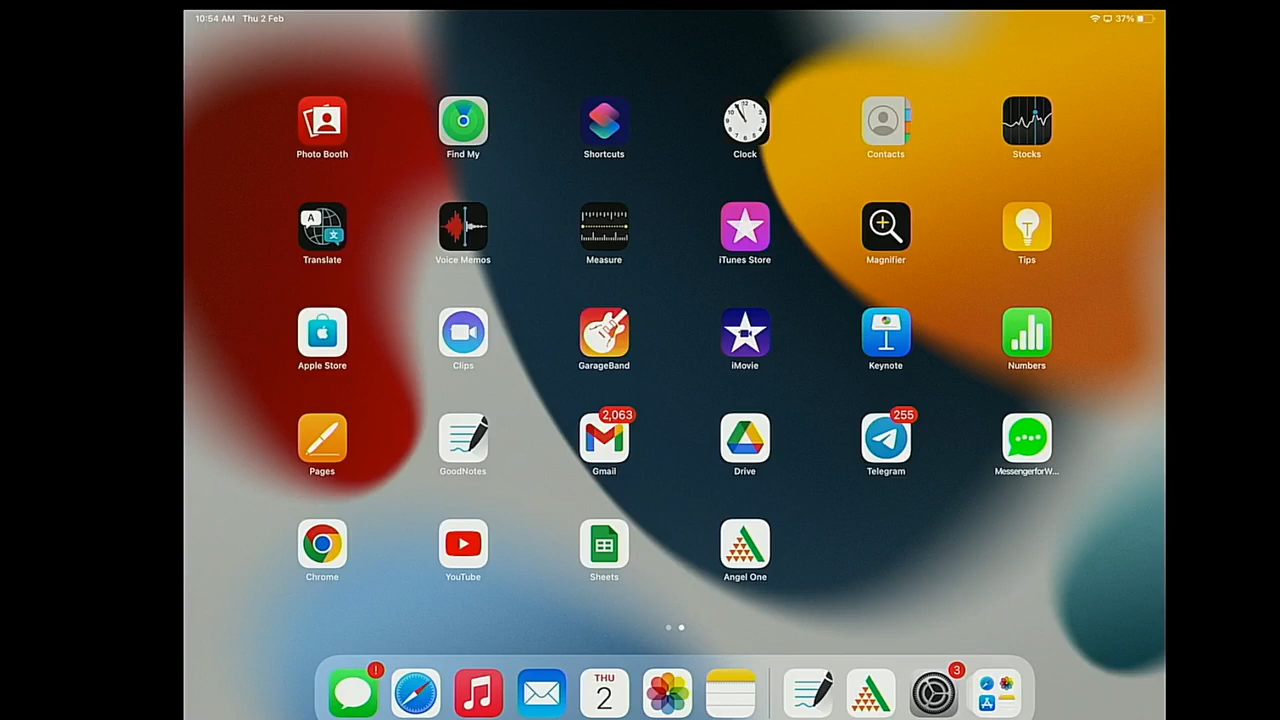 10:54 AM Thu 2 Feb
37%
Photo Booth
Find My
Shortcuts
Clock
Contacts
Stocks
Translate
Voice Memos
Measure
iTunes Store
Magnifier
Tips
Apple Store
Clips
GarageBand
iMovie
Keynote
Numbers
2,063
255
Pages
GoodNotes
Gmail
Drive
Telegram
MessengerforW...
Chrome
YouTube
Sheets
Angel One
!
THU
2
3